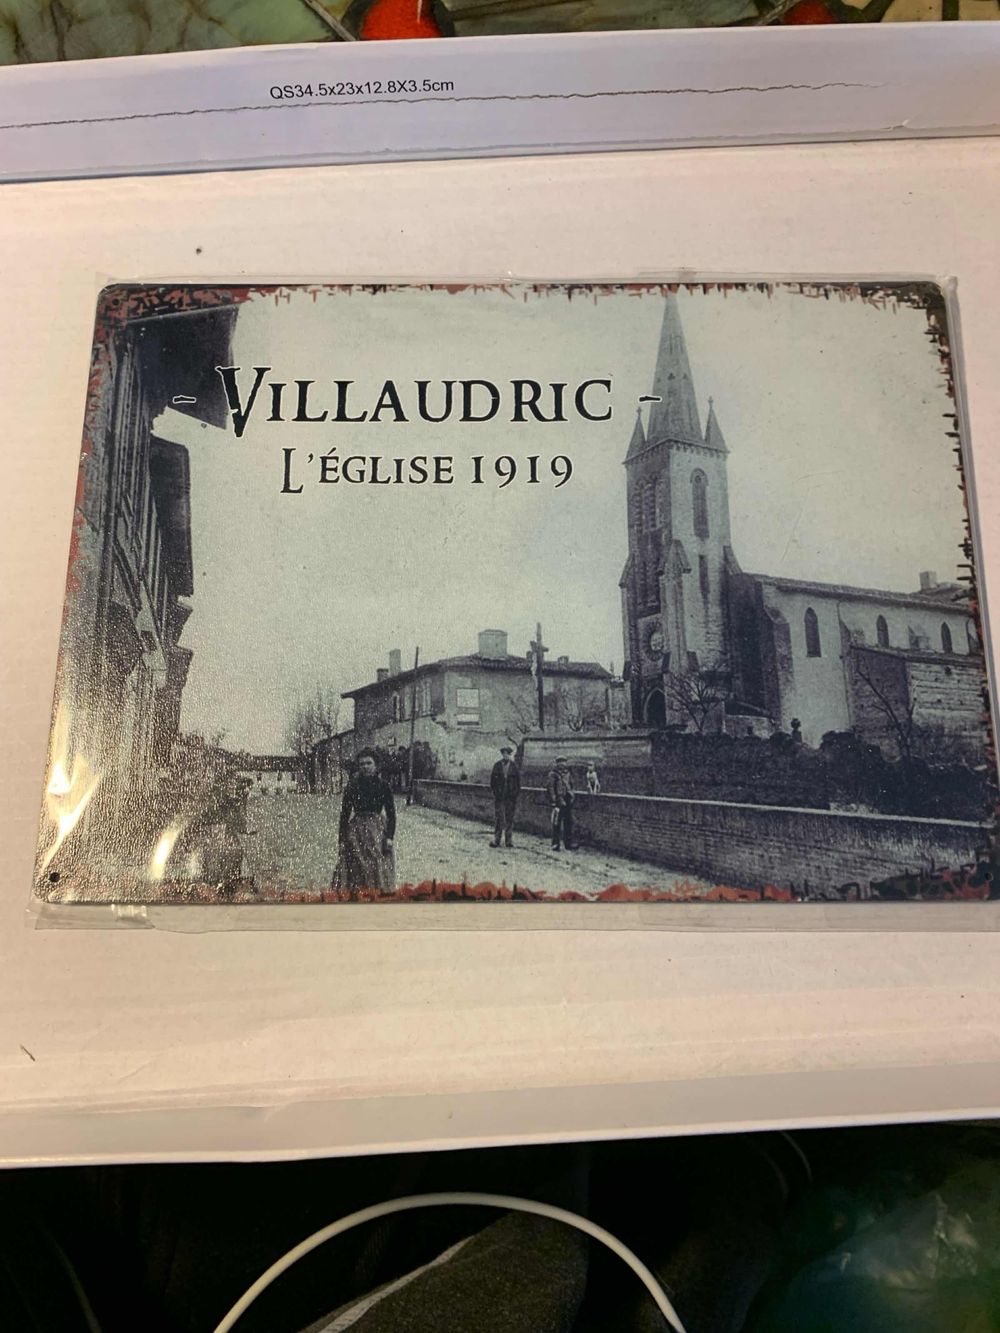 QS34.5x23x12.8X3.5cm
- VILLAUDRIC -
L'ÉGLISE 1919